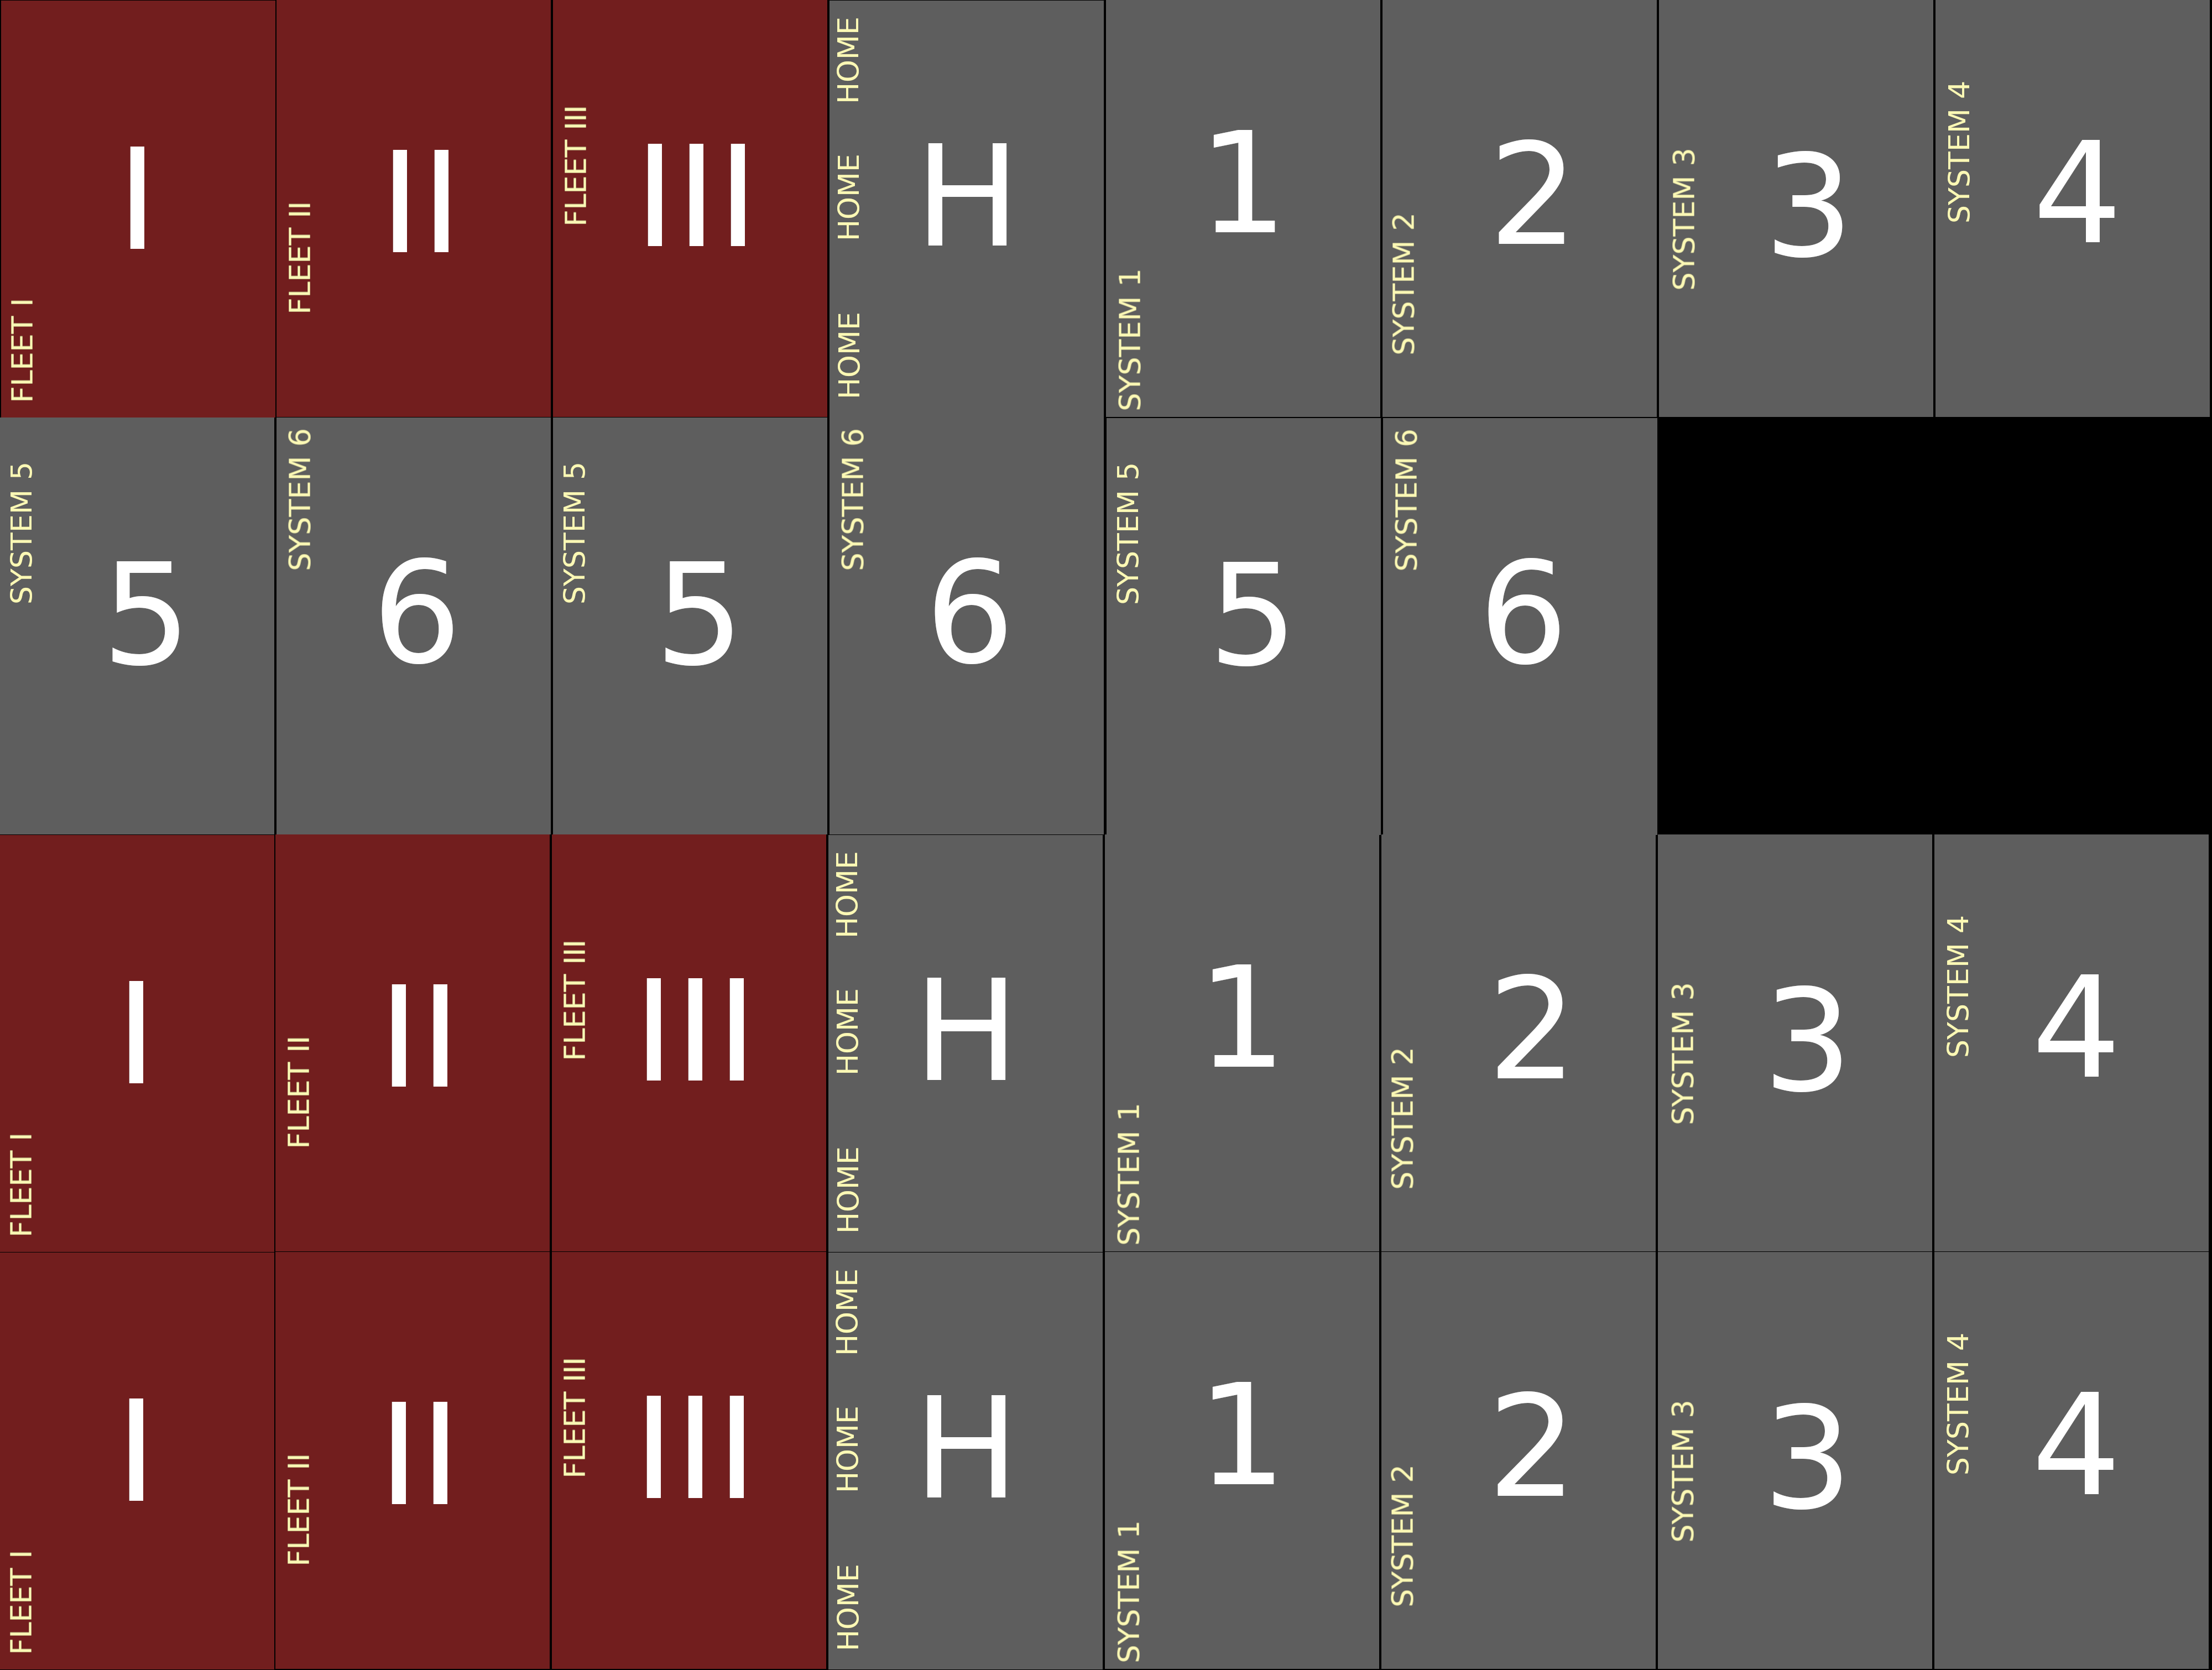 FLEET I
I
FLEET II
II
FLEET III
III
HOME
HOME
HOME
H
SYSTEM 1
1
SYSTEM 2
2
SYSTEM 3
3
SYSTEM 4
4
SYSTEM 5
5
SYSTEM 6
6
SYSTEM 5
5
SYSTEM 6
6
SYSTEM 5
5
SYSTEM 6
6
FLEET I
I
FLEET II
II
FLEET III
III
HOME
HOME
HOME
H
SYSTEM 1
1
SYSTEM 2
2
SYSTEM 3
3
SYSTEM 4
4
FLEET I
I
FLEET II
II
FLEET III
III
HOME
HOME
HOME
H
SYSTEM 1
1
SYSTEM 2
2
SYSTEM 3
3
SYSTEM 4
4